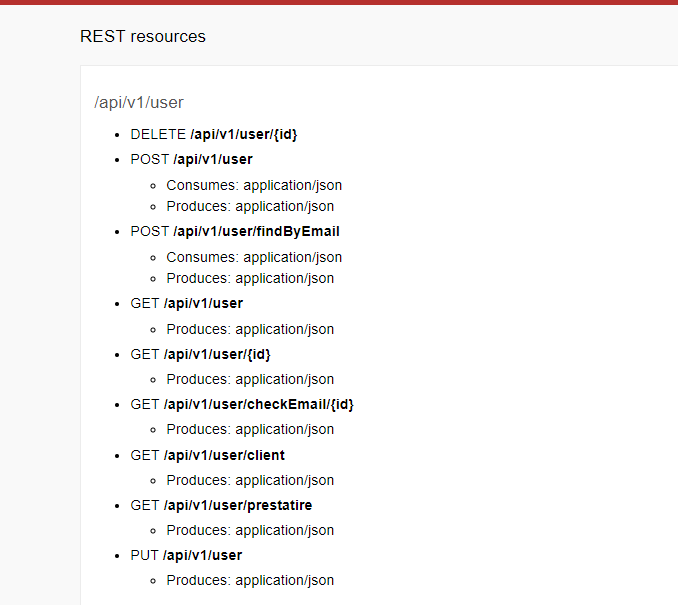 REST resources
/api/v1/user
DELETE /api/v1/user/{id}
POST /api/v1/user
Consumes: application/json
Produces: application/json
POST /api/v1/user/findByEmail
Consumes: application/json
Produces: application/json
GET /api/v1/user
Produces: application/json
GET /api/v1/user/{id}
Produces: application/json
GET /api/v1/user/checkEmail/{id}
Produces: application/json
GET /api/v1/user/client
Produces: application/json
GET /api/v1/user/prestatire
Produces: application/json
PUT /api/v1/user
Produces: application/json